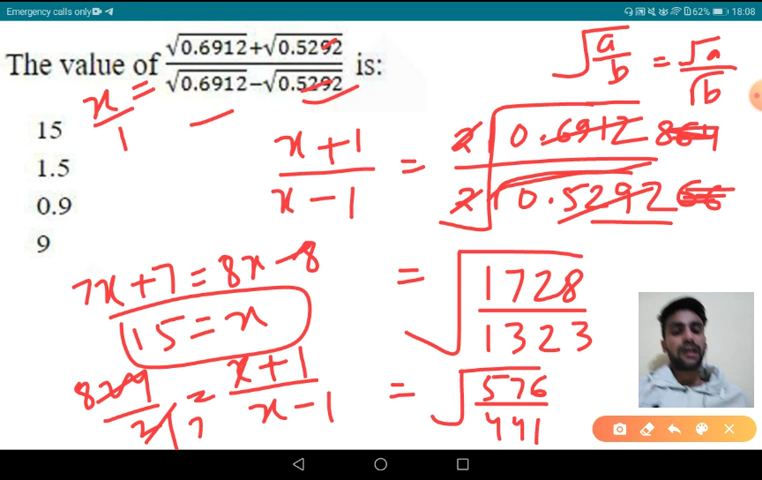 Emergency calls only 62% 18:08
The value of (√0.6912+√0.5292)/(√0.6912−√0.5292) is:
x/1 =
√(a/b) = √a/√b
15
1.5
0.9
9
(x+1)/(x−1) = 2√0.6912 / 2√0.5292
7x+7 = 8x−8
= √(1728/1323)
15 = x
8/7 = (x+1)/(x−1) = √(576/441)